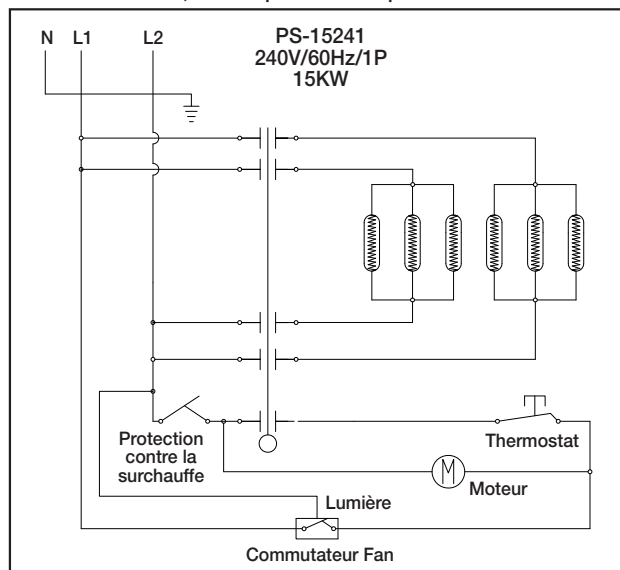 PS-15241
240V/60Hz/1P
15KW
N L1 L2
Protection
contre la
surchauffe
Thermostat
M
Moteur
Lumière
Commutateur Fan